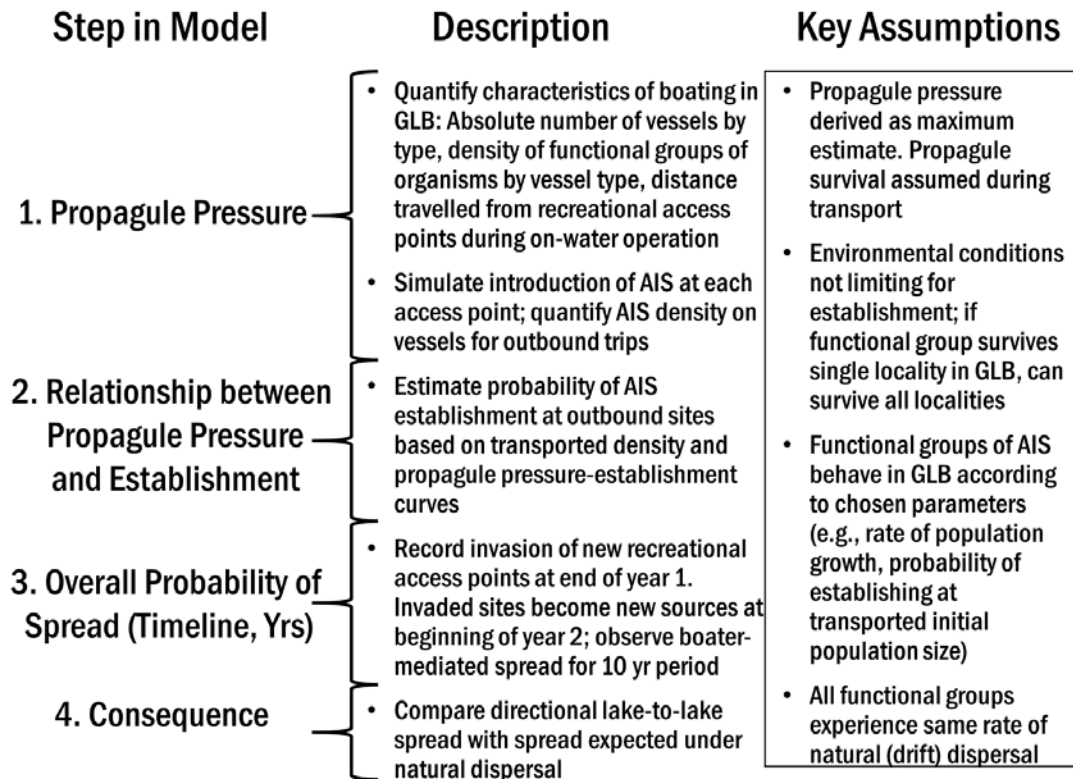 Step in Model
Description
Key Assumptions
1. Propagule Pressure
• Quantify characteristics of boating in
GLB: Absolute number of vessels by
type, density of functional groups of
organisms by vessel type, distance
travelled from recreational access
points during on-water operation
• Simulate introduction of AIS at each
access point; quantify AIS density on
vessels for outbound trips
2. Relationship between
Propagule Pressure
and Establishment
• Estimate probability of AIS
establishment at outbound sites
based on transported density and
propagule pressure-establishment
curves
3. Overall Probability of
Spread (Timeline, Yrs)
• Record invasion of new recreational
access points at end of year 1.
Invaded sites become new sources at
beginning of year 2; observe boater-
mediated spread for 10 yr period
4. Consequence
• Compare directional lake-to-lake
spread with spread expected under
natural dispersal
• Propagule pressure
derived as maximum
estimate. Propagule
survival assumed during
transport
• Environmental conditions
not limiting for
establishment; if
functional group survives
single locality in GLB, can
survive all localities
• Functional groups of AIS
behave in GLB according
to chosen parameters
(e.g., rate of population
growth, probability of
establishing at
transported initial
population size)
• All functional groups
experience same rate of
natural (drift) dispersal